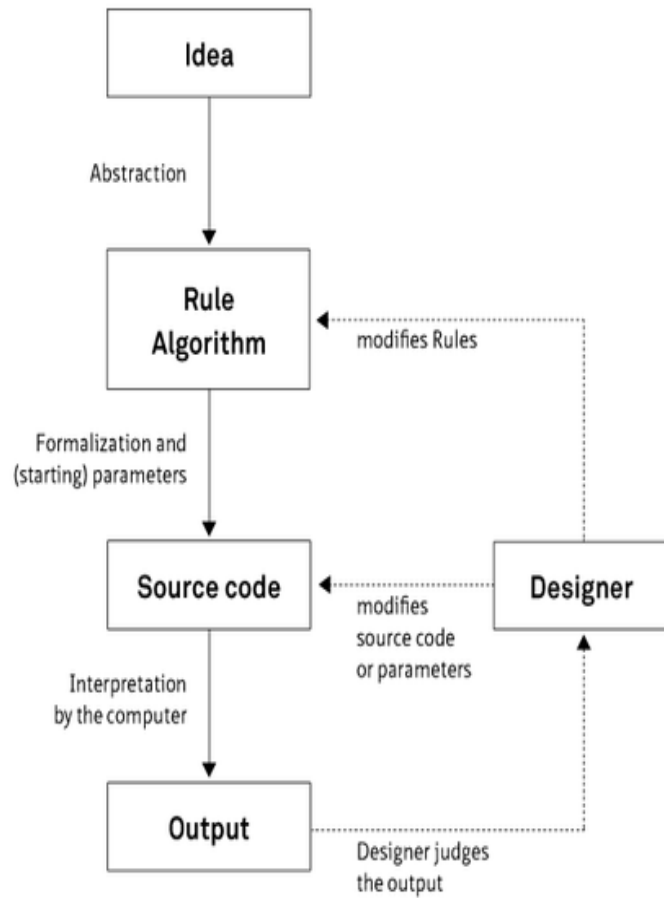 Idea
Abstraction
Rule
Algorithm
modifies Rules
Formalization and
(starting) parameters
Source code
Designer
modifies
source code
or parameters
Interpretation
by the computer
Output
Designer judges
the output